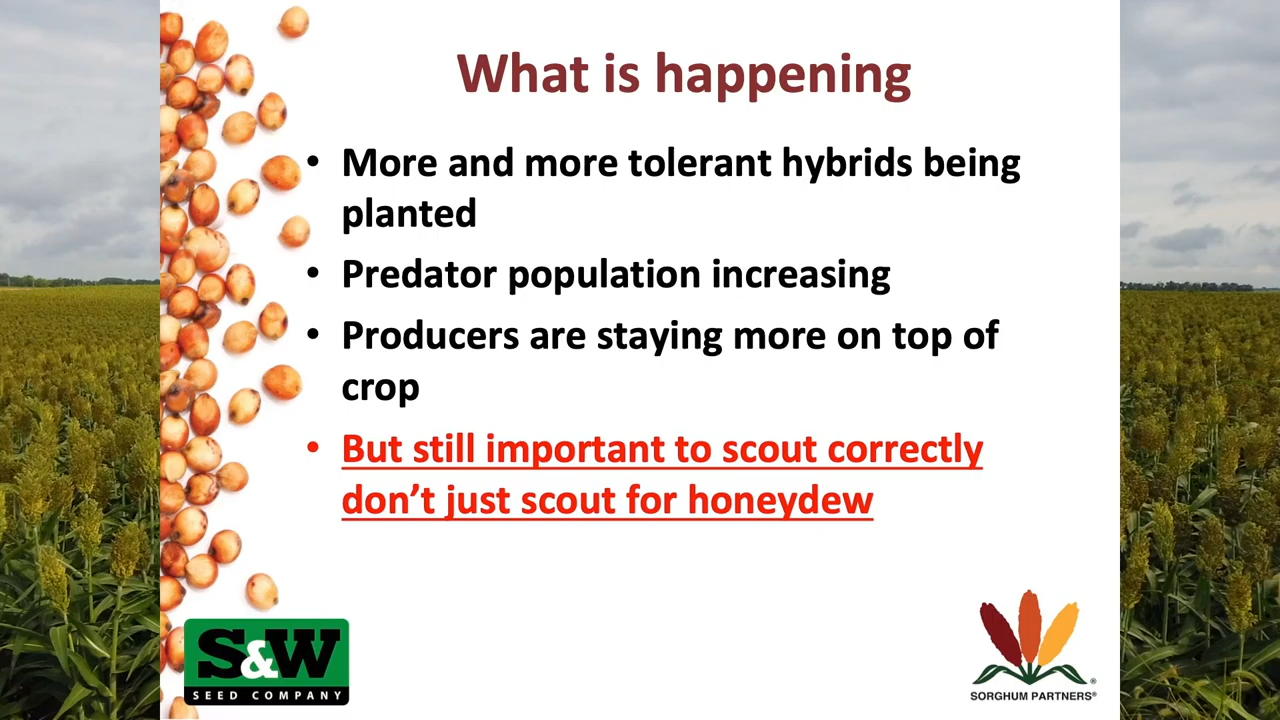 What is happening
• More and more tolerant hybrids being
planted
• Predator population increasing
• Producers are staying more on top of
crop
• But still important to scout correctly
don’t just scout for honeydew
S&W
SEED COMPANY
SORGHUM PARTNERS®